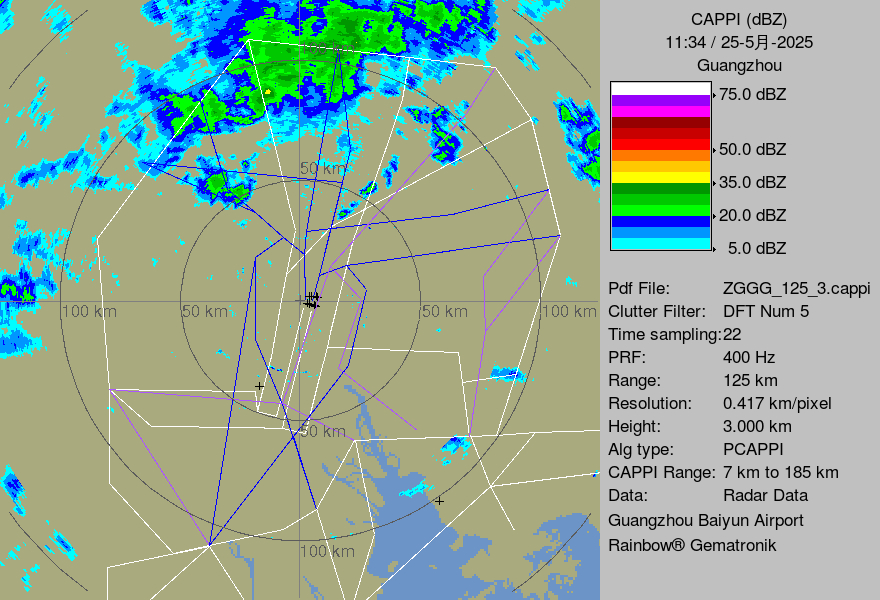 CAPPI (dBZ)
11:34 / 25-5月-2025
Guangzhou
75.0 dBZ
50.0 dBZ
35.0 dBZ
20.0 dBZ
5.0 dBZ
Pdf File: ZGGG_125_3.cappi
Clutter Filter: DFT Num 5
Time sampling:22
PRF: 400 Hz
Range: 125 km
Resolution: 0.417 km/pixel
Height: 3.000 km
Alg type: PCAPPI
CAPPI Range: 7 km to 185 km
Data: Radar Data
Guangzhou Baiyun Airport
Rainbow® Gematronik
100 km
50 km
100 km
50 km
50 km
100 km
50 km
100 km